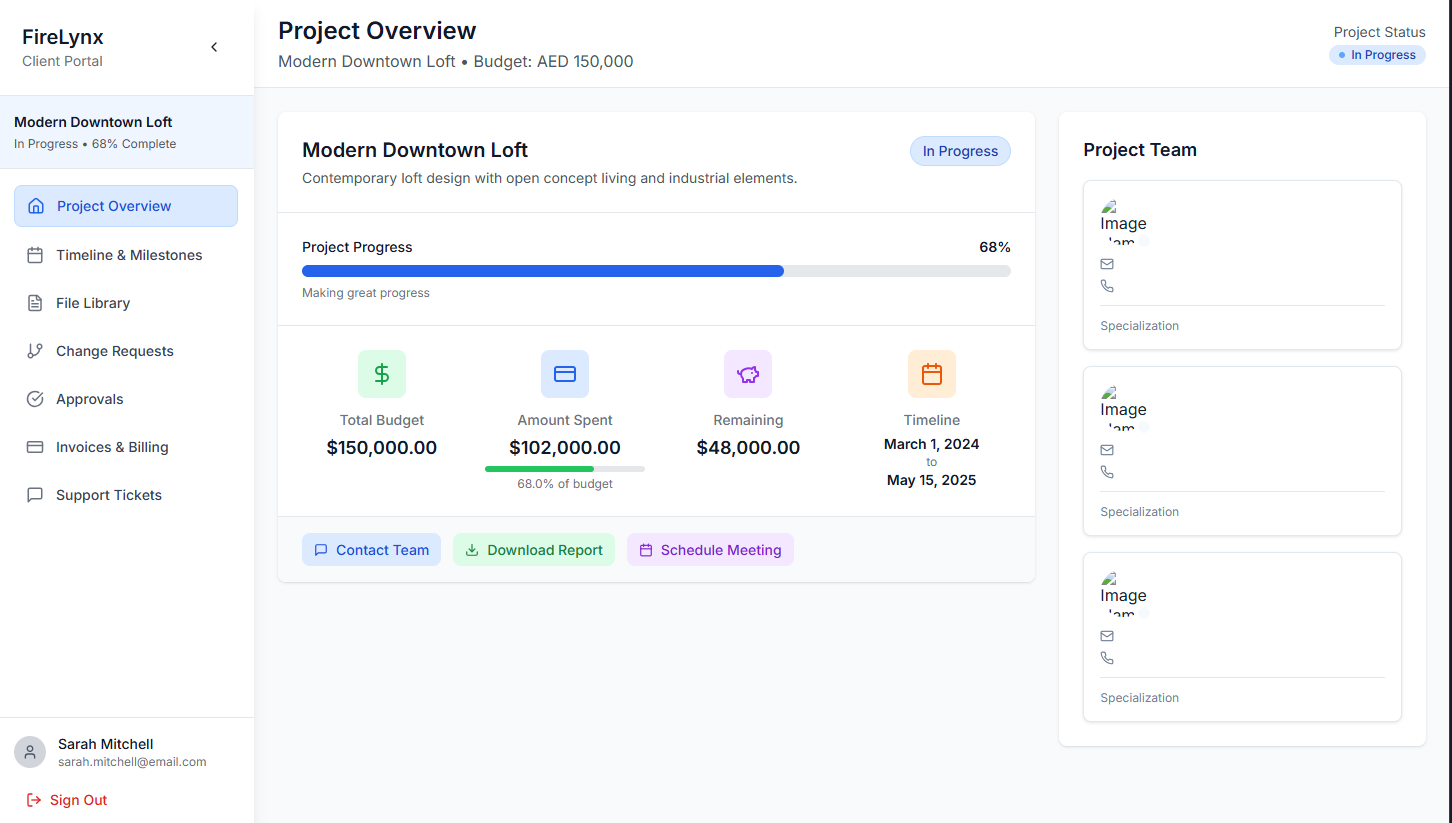 FireLynx
Client Portal
Modern Downtown Loft
In Progress • 68% Complete
Project Overview
Timeline & Milestones
File Library
Change Requests
Approvals
Invoices & Billing
Support Tickets
Sarah Mitchell
sarah.mitchell@email.com
Sign Out
Project Overview
Modern Downtown Loft • Budget: AED 150,000
Project Status
In Progress
Modern Downtown Loft
In Progress
Contemporary loft design with open concept living and industrial elements.
Project Progress
68%
Making great progress
Total Budget
$150,000.00
Amount Spent
$102,000.00
68.0% of budget
Remaining
$48,000.00
Timeline
March 1, 2024
to
May 15, 2025
Contact Team
Download Report
Schedule Meeting
Project Team
Image
Specialization
Image
Specialization
Image
Specialization